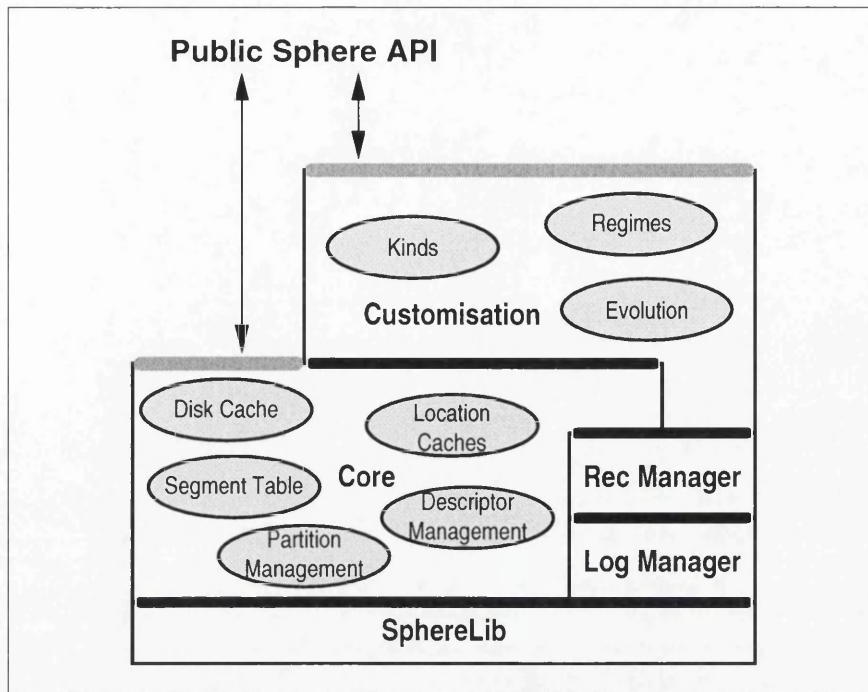 Public Sphere API
Kinds
Regimes
Customisation
Evolution
Disk Cache
Location
Caches
Segment Table
Core
Rec Manager
Descriptor
Management
Partition
Management
Log Manager
SphereLib